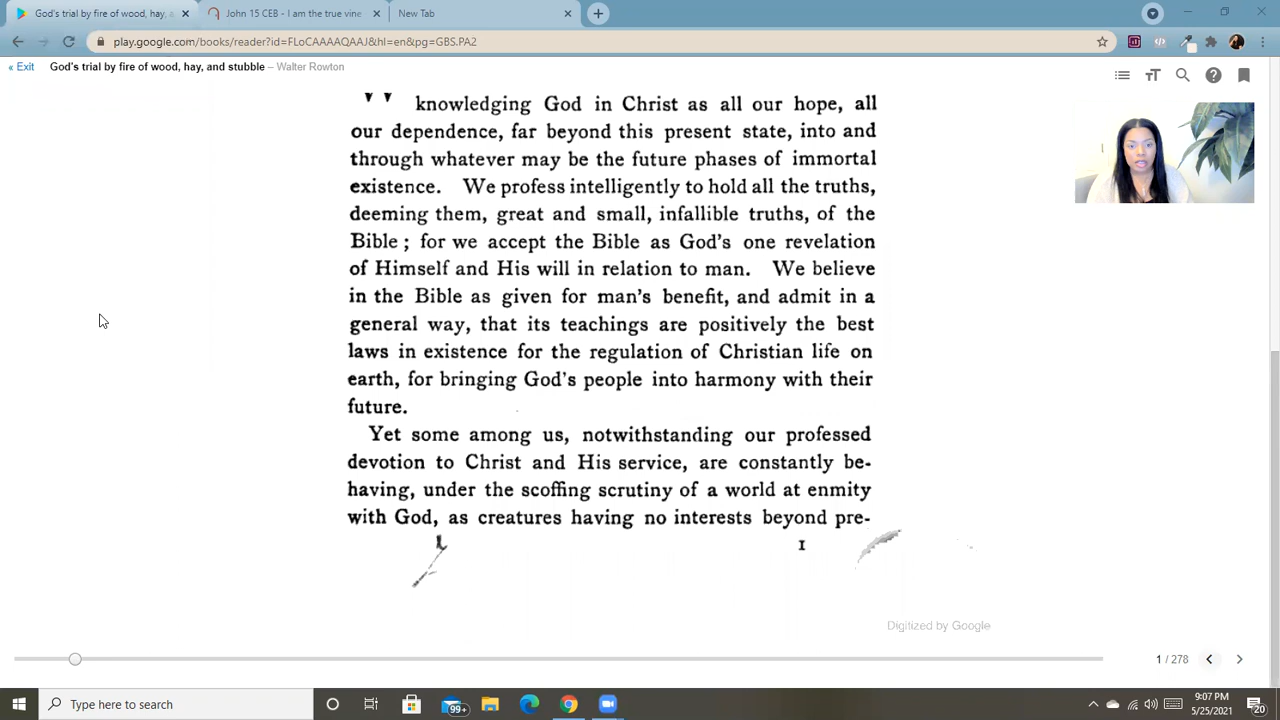 God's trial by fire of wood, hay, a
John 15 CEB - I am the true vine
New Tab
play.google.com/books/reader?id=FLoCAAAAQAAJ&hl=en&pg=GBS.PA2
« Exit God's trial by fire of wood, hay, and stubble – Walter Rowton
knowledging God in Christ as all our hope, all
our dependence, far beyond this present state, into and
through whatever may be the future phases of immortal
existence. We profess intelligently to hold all the truths,
deeming them, great and small, infallible truths, of the
Bible ; for we accept the Bible as God's one revelation
of Himself and His will in relation to man. We believe
in the Bible as given for man's benefit, and admit in a
general way, that its teachings are positively the best
laws in existence for the regulation of Christian life on
earth, for bringing God's people into harmony with their
future.
Yet some among us, notwithstanding our professed
devotion to Christ and His service, are constantly be-
having, under the scoffing scrutiny of a world at enmity
with God, as creatures having no interests beyond pre-
I
Digitized by Google
1 / 278
Type here to search
99+
9:07 PM
5/25/2021
20